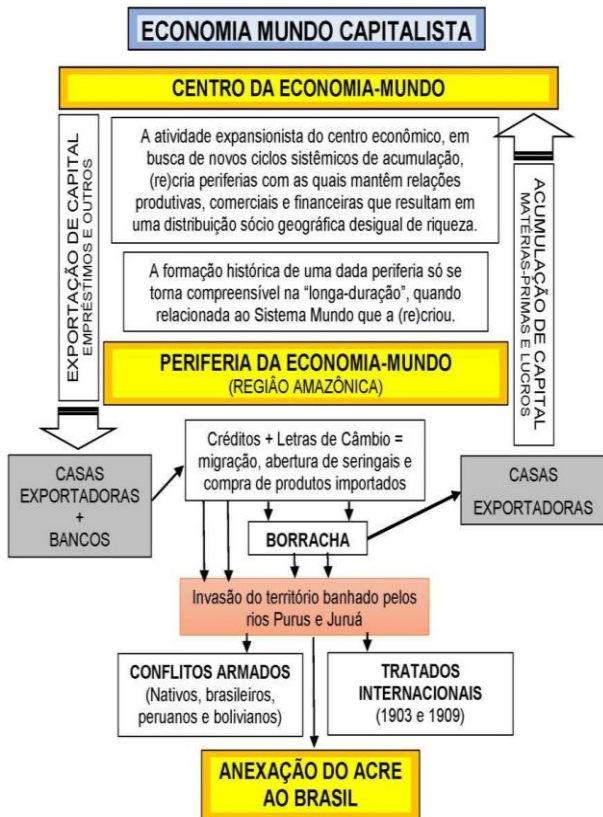 ECONOMIA MUNDO CAPITALISTA
CENTRO DA ECONOMIA-MUNDO
EXPORTAÇÃO DE CAPITAL
EMPRÉSTIMOS E OUTROS
A atividade expansionista do centro econômico, em
busca de novos ciclos sistêmicos de acumulação,
(re)cria periferias com as quais mantêm relações
produtivas, comerciais e financeiras que resultam em
uma distribuição sócio geográfica desigual de riqueza.
A formação histórica de uma dada periferia só se
torna compreensível na “longa-duração”, quando
relacionada ao Sistema Mundo que a (re)criou.
ACUMULAÇÃO DE CAPITAL
MATÉRIAS-PRIMAS E LUCROS
PERIFERIA DA ECONOMIA-MUNDO
(REGIÂO AMAZÔNICA)
CASAS
EXPORTADORAS
+
BANCOS
Créditos + Letras de Câmbio =
migração, abertura de seringais e
compra de produtos importados
CASAS
EXPORTADORAS
BORRACHA
Invasão do território banhado pelos
rios Purus e Juruá
CONFLITOS ARMADOS
(Nativos, brasileiros,
peruanos e bolivianos)
TRATADOS
INTERNACIONAIS
(1903 e 1909)
ANEXAÇÃO DO ACRE
AO BRASIL